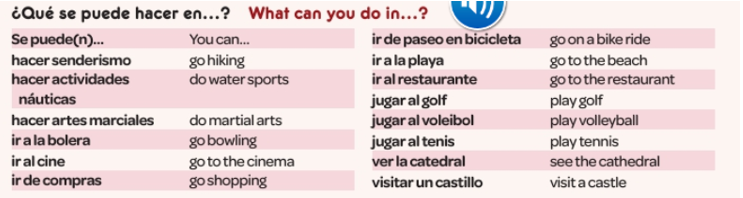 ¿Qué se puede hacer en...? What can you do in...?
Se puede(n)... You can...
hacer senderismo go hiking
hacer actividades do water sports
náuticas
hacer artes marciales do martial arts
ir a la bolera go bowling
ir al cine go to the cinema
ir de compras go shopping
ir de paseo en bicicleta go on a bike ride
ir a la playa go to the beach
ir al restaurante go to the restaurant
jugar al golf play golf
jugar al voleibol play volleyball
jugar al tenis play tennis
ver la catedral see the cathedral
visitar un castillo visit a castle